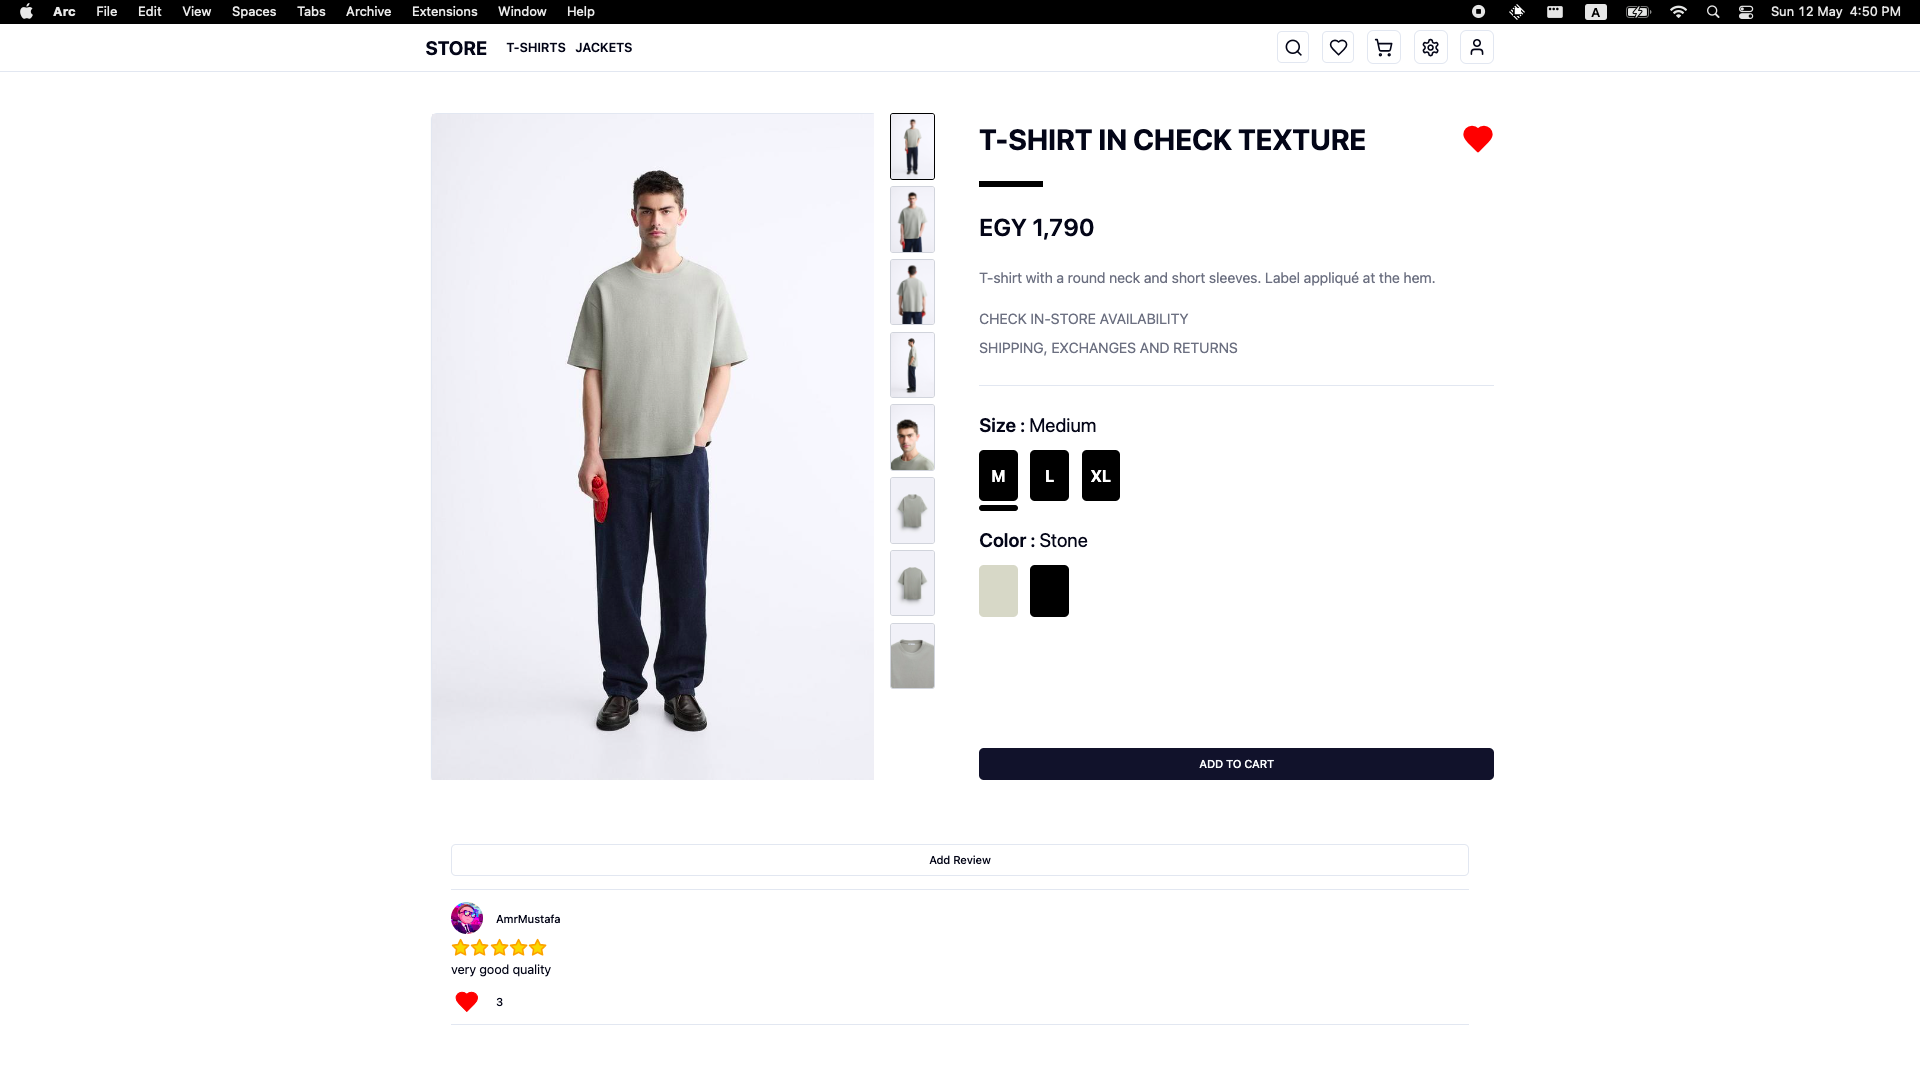 Arc File Edit View Spaces Tabs Archive Extensions Window Help A Sun 12 May 4:50 PM
STORE T-SHIRTS JACKETS
T-SHIRT IN CHECK TEXTURE
EGY 1,790
T-shirt with a round neck and short sleeves. Label appliqué at the hem.
CHECK IN-STORE AVAILABILITY
SHIPPING, EXCHANGES AND RETURNS
Size : Medium
M L XL
Color : Stone
ADD TO CART
Add Review
AmrMustafa
very good quality
3